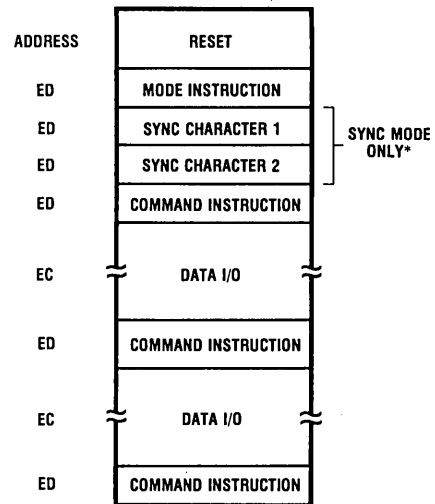 ADDRESS RESET
ED MODE INSTRUCTION
ED SYNC CHARACTER 1
SYNC MODE
ONLY*
ED SYNC CHARACTER 2
ED COMMAND INSTRUCTION
EC DATA I/O
ED COMMAND INSTRUCTION
EC DATA I/O
ED COMMAND INSTRUCTION